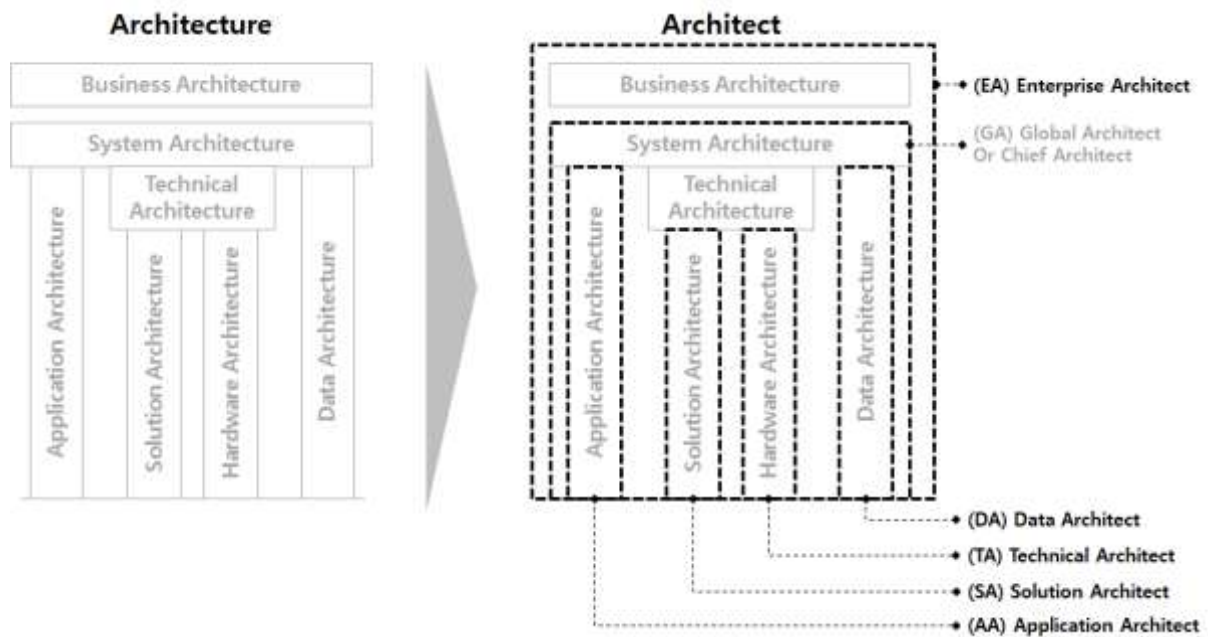 Architecture
Business Architecture
System Architecture
Technical
Architecture
Application Architecture
Solution Architecture
Hardware Architecture
Data Architecture
Architect
Business Architecture
System Architecture
Technical
Architecture
Application Architecture
Solution Architecture
Hardware Architecture
Data Architecture
(EA) Enterprise Architect
(GA) Global Architect
Or Chief Architect
(DA) Data Architect
(TA) Technical Architect
(SA) Solution Architect
(AA) Application Architect